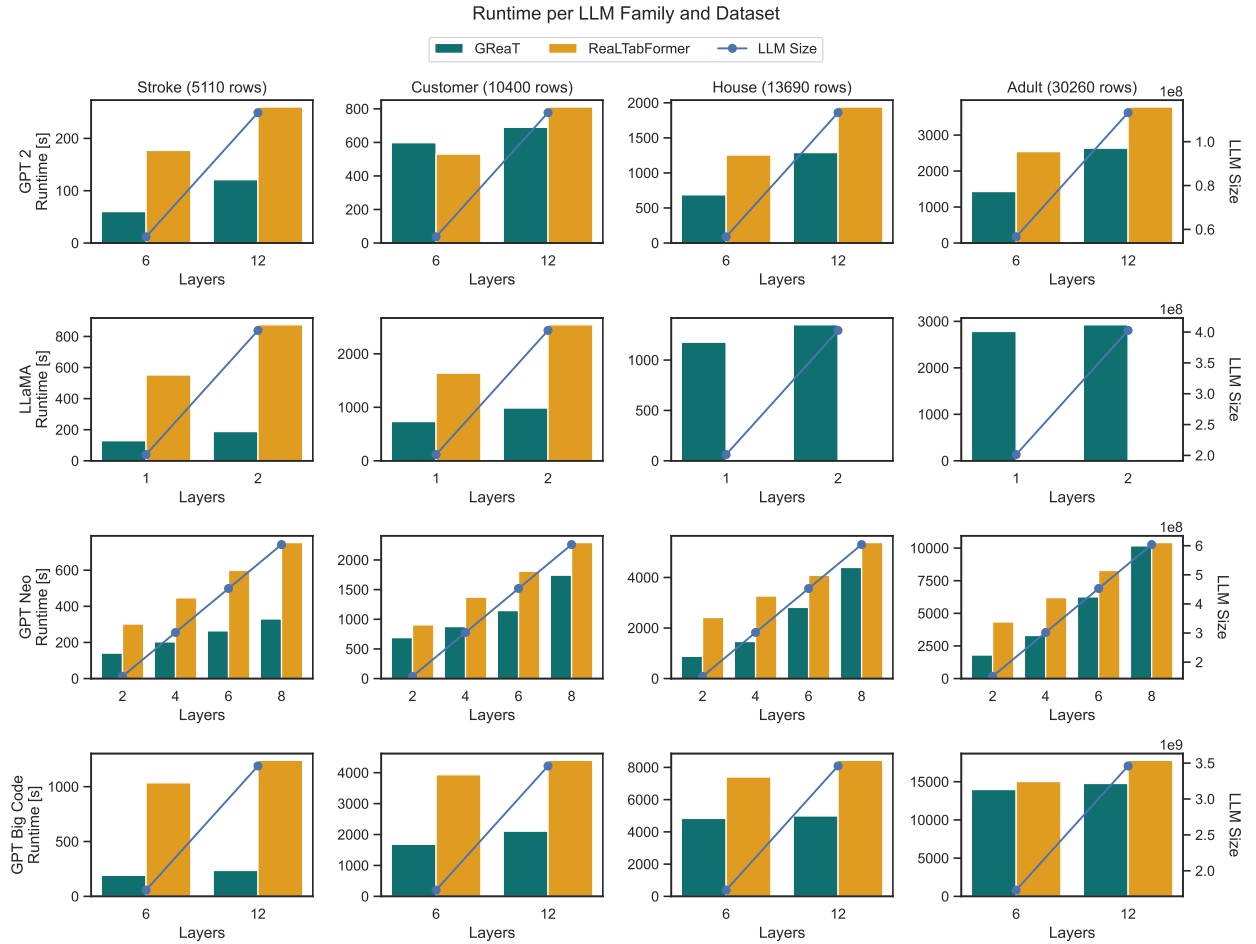 Runtime per LLM Family and Dataset
GReaT ReaLTabFormer LLM Size
Stroke (5110 rows) Customer (10400 rows) House (13690 rows) Adult (30260 rows)
1e8
GPT 2
Runtime [s]
0 100 200
0 200 400 600 800
0 500 1000 1500 2000
0 1000 2000 3000
0.6 0.8 1.0
LLM Size
6 12 6 12 6 12 6 12
Layers Layers Layers Layers
1e8
LLaMA
Runtime [s]
0 200 400 600 800
0 1000 2000
0 500 1000
0 1000 2000 3000
2.0 2.5 3.0 3.5 4.0
LLM Size
1 2 1 2 1 2 1 2
Layers Layers Layers Layers
1e8
GPT Neo
Runtime [s]
0 200 400 600
0 500 1000 1500 2000
0 2000 4000
0 2500 5000 7500 10000
2 3 4 5 6
LLM Size
2 4 6 8 2 4 6 8 2 4 6 8 2 4 6 8
Layers Layers Layers Layers
1e9
GPT Big Code
Runtime [s]
0 500 1000
0 1000 2000 3000 4000
0 2000 4000 6000 8000
0 5000 10000 15000
2.0 2.5 3.0 3.5
LLM Size
6 12 6 12 6 12 6 12
Layers Layers Layers Layers